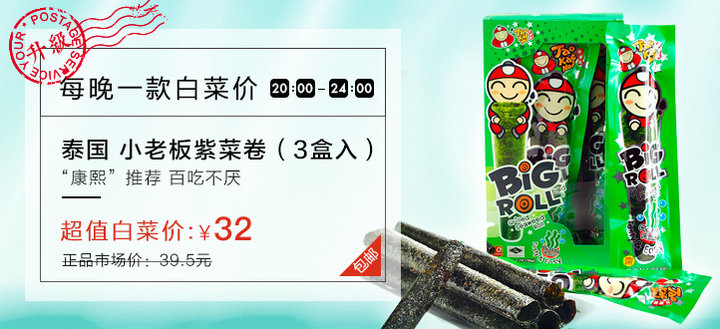 YOUR POSTAGE SERVICE
升級
每晚一款白菜价 20:00-24:00
泰国 小老板紫菜卷（3盒入）
“康熙”推荐 百吃不厌
超值白菜价:￥32
正品市场价：39.5元
包邮
Tao Kae Noi
BIG ROLL
Grilled Seaweed Roll
BIG ROLL